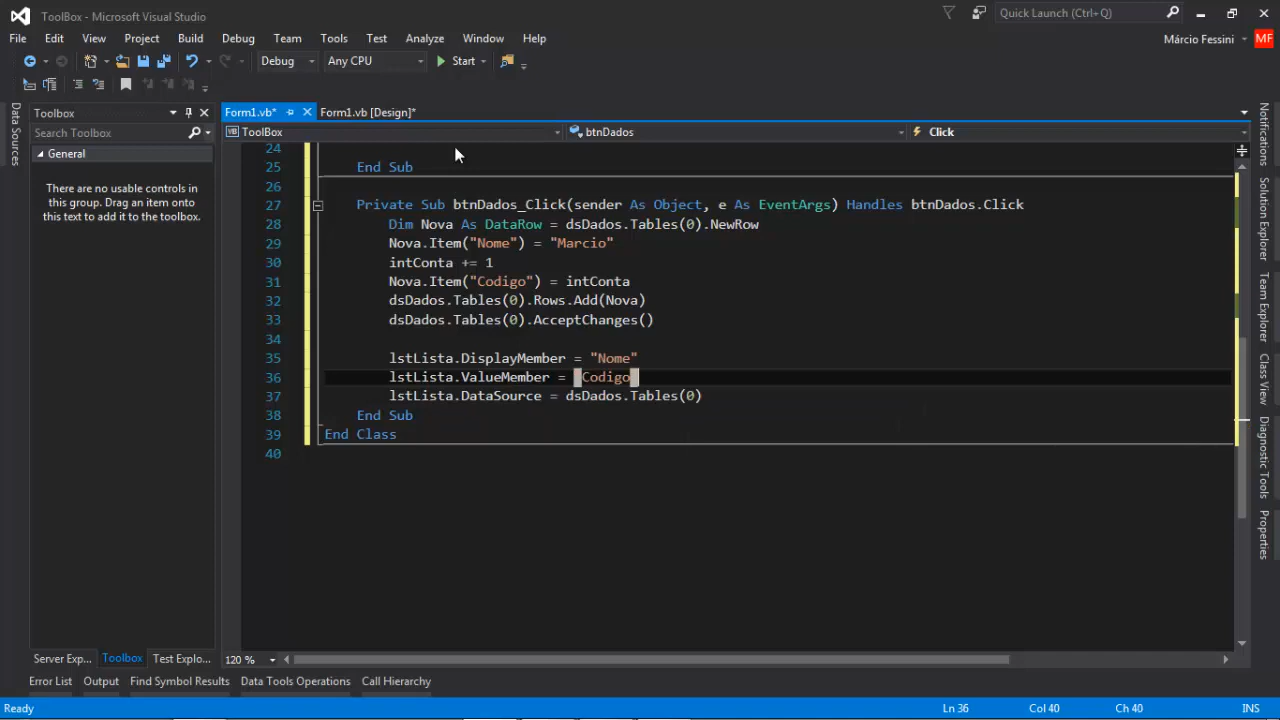 ToolBox - Microsoft Visual Studio
Quick Launch (Ctrl+Q)
File Edit View Project Build Debug Team Tools Test Analyze Window Help
Márcio Fessini MF
Debug Any CPU Start
Data Sources
Toolbox
Search Toolbox
General
There are no usable controls in
this group. Drag an item onto
this text to add it to the toolbox.
Form1.vb* Form1.vb [Design]*
VB ToolBox btnDados Click
24
25 End Sub
26
27 Private Sub btnDados_Click(sender As Object, e As EventArgs) Handles btnDados.Click
28 Dim Nova As DataRow = dsDados.Tables(0).NewRow
29 Nova.Item("Nome") = "Marcio"
30 intConta += 1
31 Nova.Item("Codigo") = intConta
32 dsDados.Tables(0).Rows.Add(Nova)
33 dsDados.Tables(0).AcceptChanges()
34
35 lstLista.DisplayMember = "Nome"
36 lstLista.ValueMember = "Codigo"
37 lstLista.DataSource = dsDados.Tables(0)
38 End Sub
39 End Class
40
Notifications
Solution Explorer
Team Explorer
Class View
Diagnostic Tools
Properties
120 %
Server Exp... Toolbox Test Explo...
Error List Output Find Symbol Results Data Tools Operations Call Hierarchy
Ready Ln 36 Col 40 Ch 40 INS